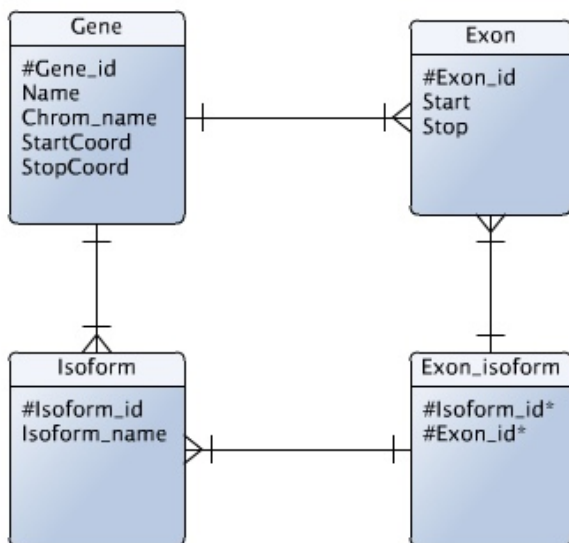 Gene
#Gene_id
Name
Chrom_name
StartCoord
StopCoord
Exon
#Exon_id
Start
Stop
Isoform
#Isoform_id
Isoform_name
Exon_isoform
#Isoform_id*
#Exon_id*